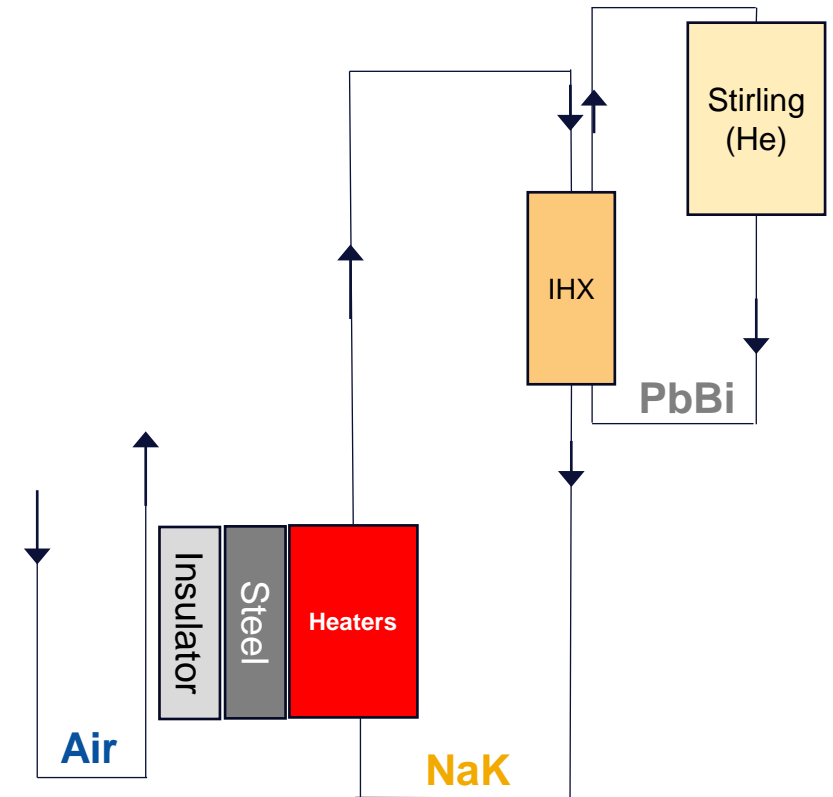 Stirling
(He)
IHX
PbBi
Insulator
Steel
Heaters
Air
NaK